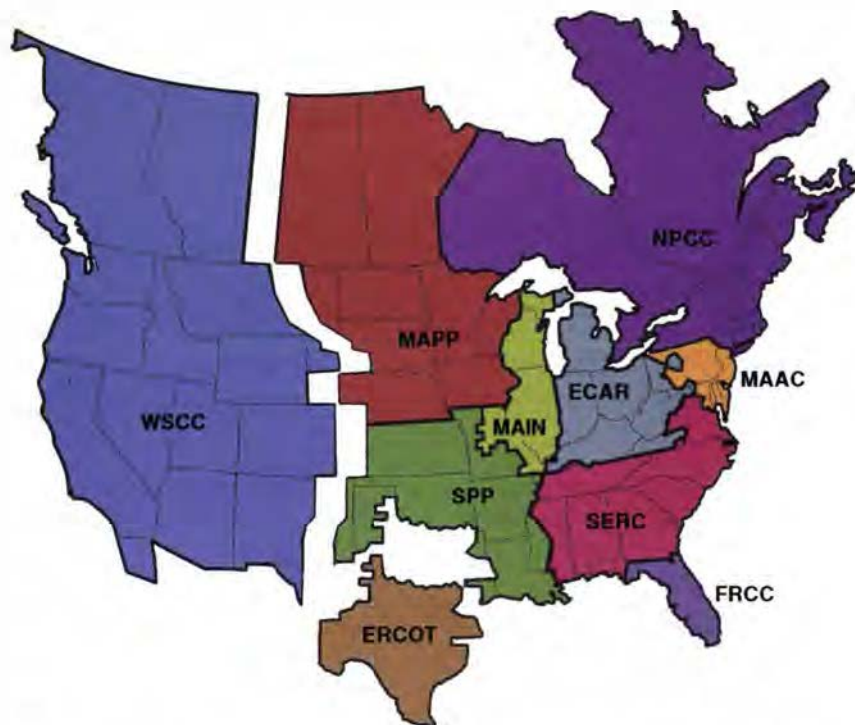 NPCC
MAPP
MAAC
ECAR
WSCC
MAIN
SPP
SERC
FRCC
ERCOT